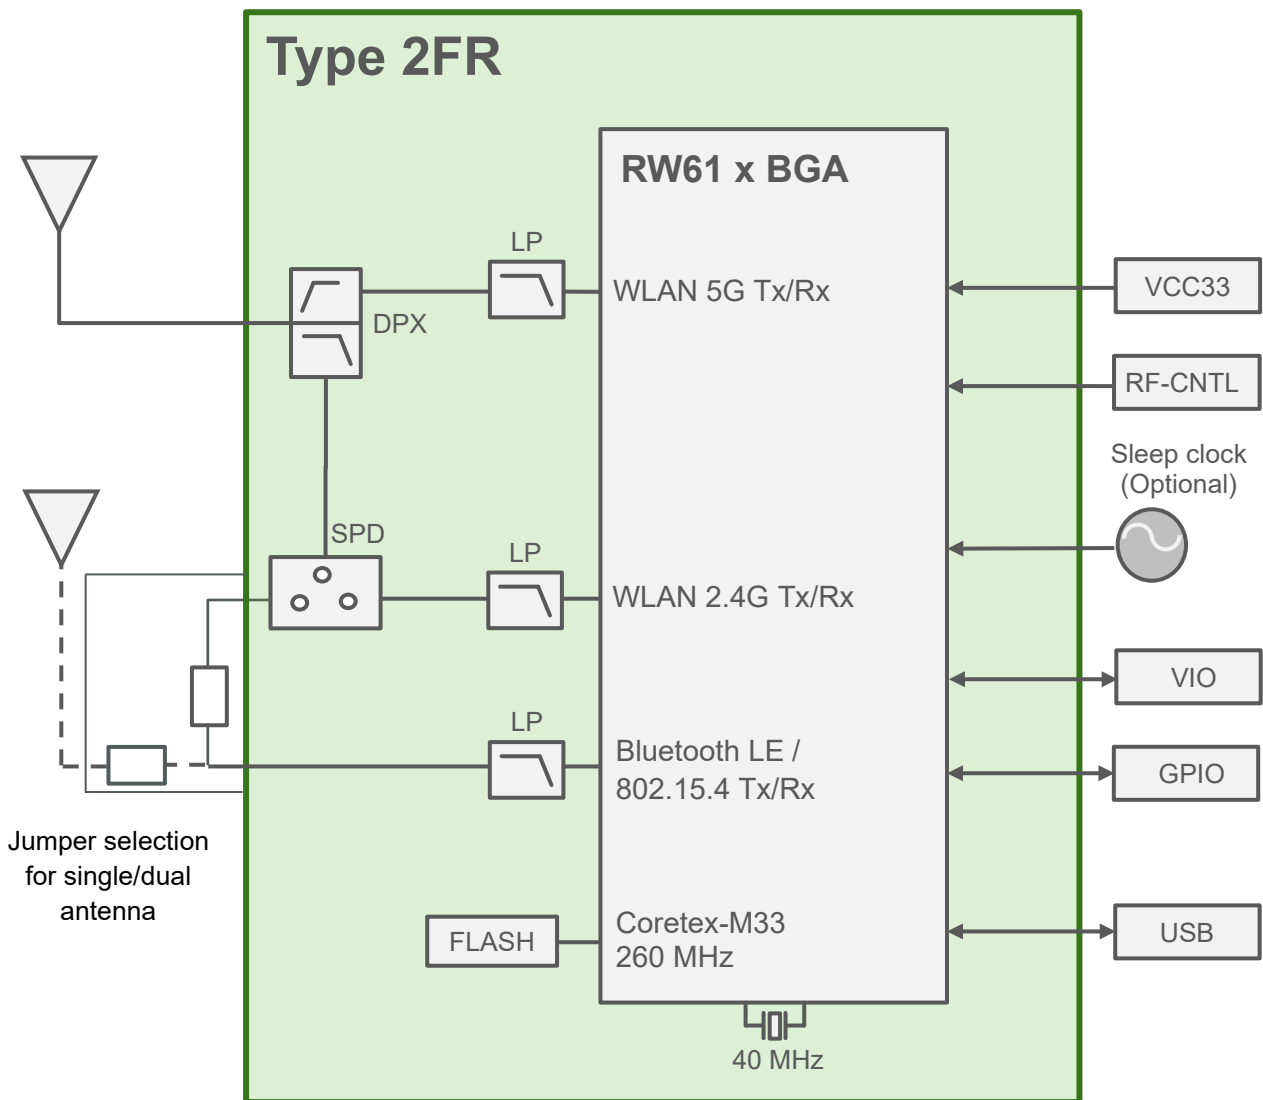 Type 2FR
RW61 x BGA
LP
WLAN 5G Tx/Rx
DPX
VCC33
RF-CNTL
Sleep clock
(Optional)
SPD
LP
WLAN 2.4G Tx/Rx
VIO
LP
Bluetooth LE /
802.15.4 Tx/Rx
GPIO
Jumper selection
for single/dual
antenna
FLASH
Coretex-M33
260 MHz
USB
40 MHz